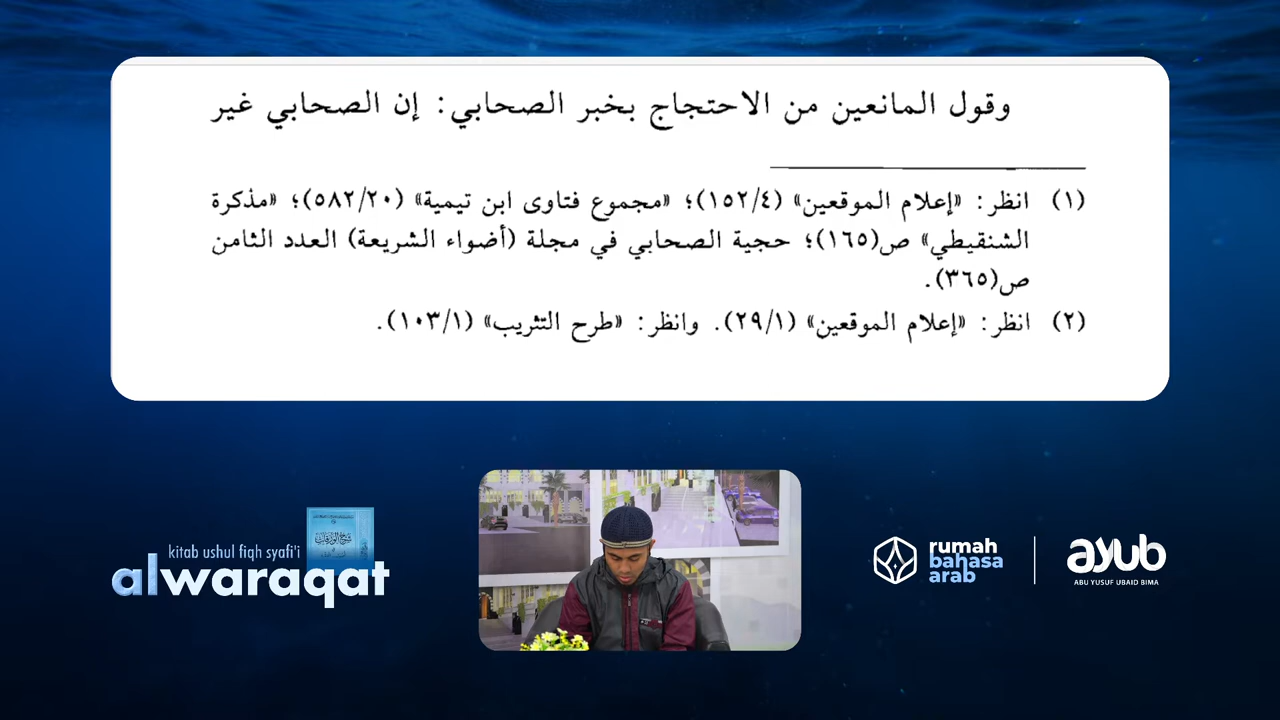 وقول المانعين من الاحتجاج بخبر الصحابي: إن الصحابي غير
(١) انظر: «إعلام الموقعين» (١٥٢/٤)؛ «مجموع فتاوى ابن تيمية» (٥٨٢/٢٠)؛ «مذكرة
الشنقيطي» ص(١٦٥)؛ حجية الصحابي في مجلة (أضواء الشريعة) العدد الثامن
ص(٣٦٥).
(٢) انظر: «إعلام الموقعين» (٢٩/١). وانظر: «طرح التثريب» (١٠٣/١).
kitab ushul fiqh syafi'i
alwaraqat
rumah
bahasa
arab
ayub
ABU YUSUF UBAID BIMA